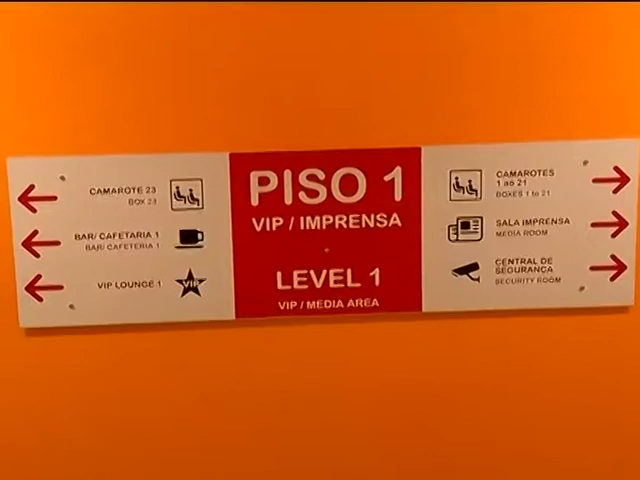 CAMAROTE 23
BOX 23
BAR/ CAFETARIA 1
BAR/ CAFETERIA 1
VIP LOUNGE 1
VIP
PISO 1
VIP / IMPRENSA
LEVEL 1
VIP / MEDIA AREA
CAMAROTES
1 ao 21
BOXES 1 to 21
SALA IMPRENSA
MEDIA ROOM
CENTRAL DE
SEGURANÇA
SECURITY ROOM